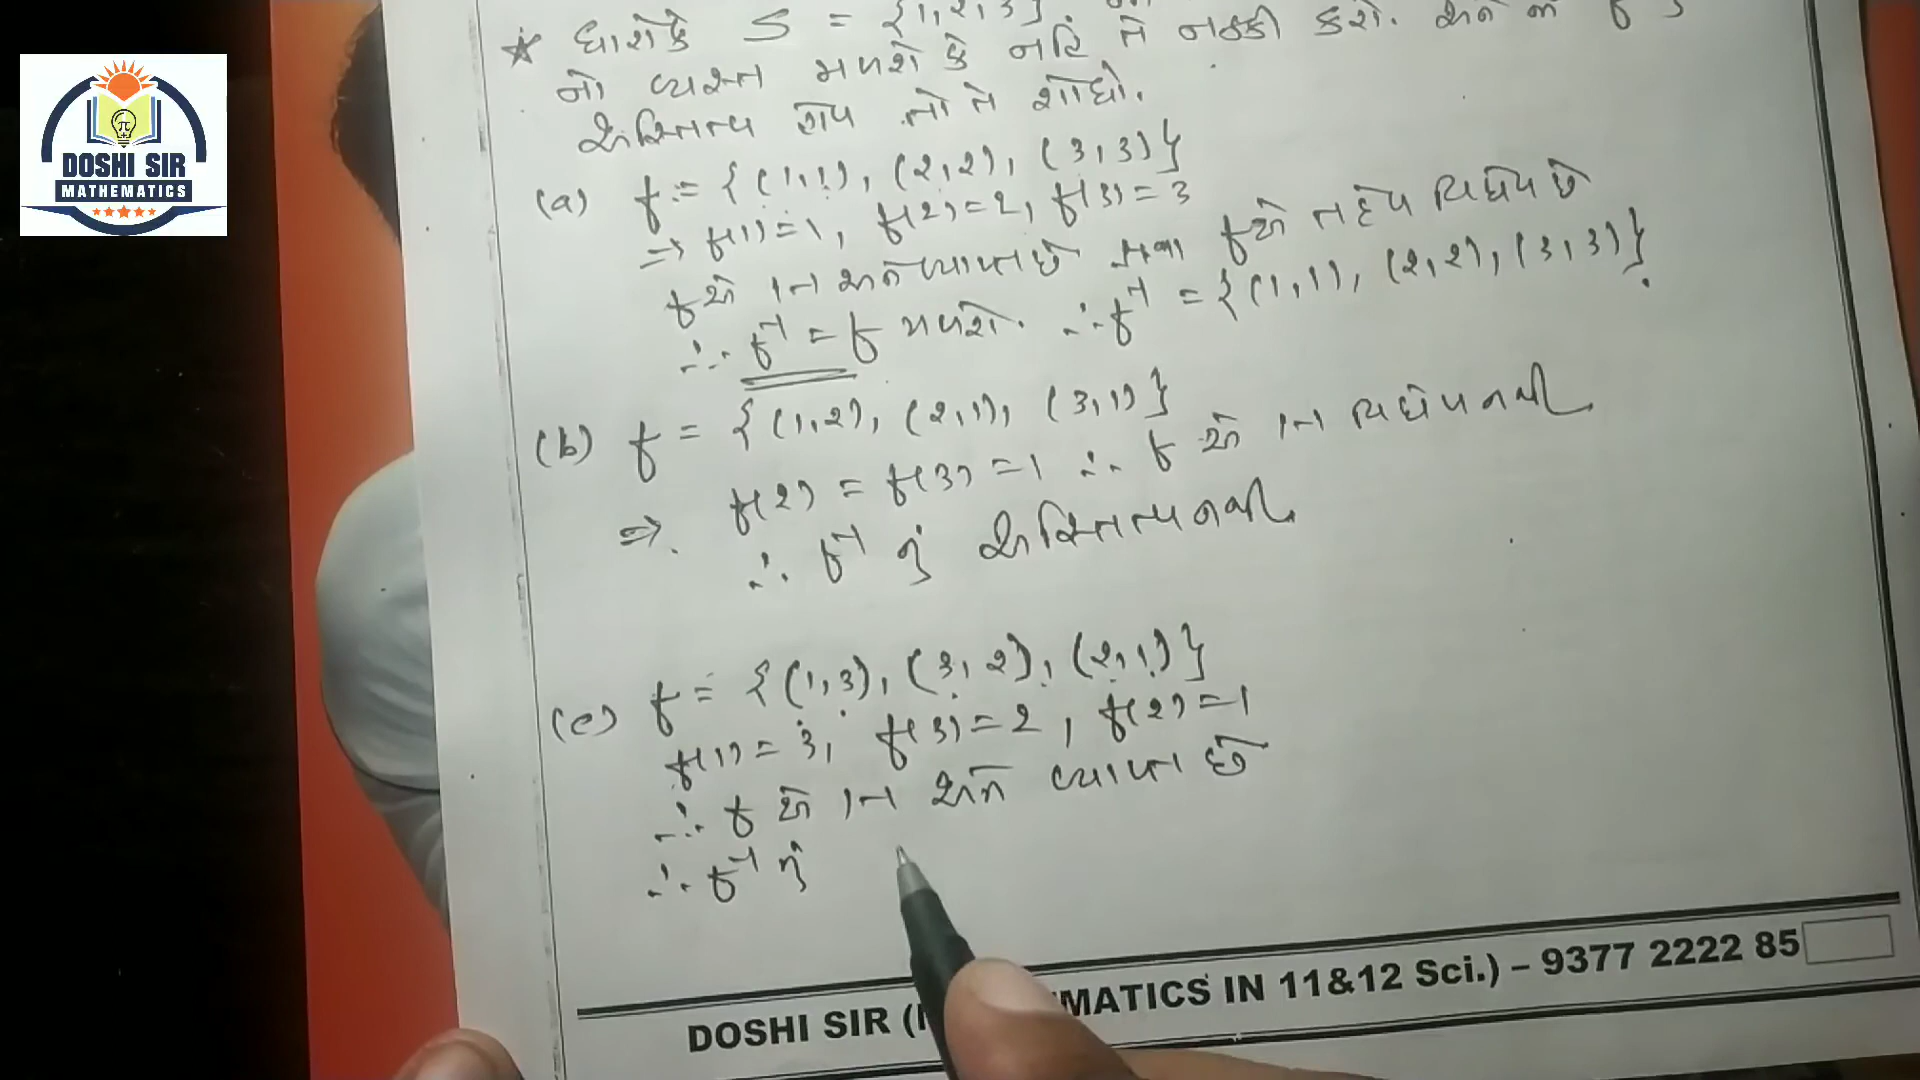 DOSHI SIR
MATHEMATICS
* ધારોકે S = {1, 2, 3}
નો વ્યસ્ત મળશે કે નહિં તે નક્કી કરો.
અસ્તિત્વ હોય તો તે શોધો.
(a) f = {(1,1), (2,2), (3,3)}
⇒ f(1)=1, f(2)=2, f(3)=3
f એ 1-1 અને વ્યાપ્ત છે તથા f એ તદેવ વિધેય છે
∴ f⁻¹ = f મળશે. ∴ f⁻¹ = {(1,1), (2,2), (3,3)}.
(b) f = {(1,2), (2,1), (3,1)}
⇒ f(2) = f(3) = 1 ∴ f એ 1-1 વિધેય નથી
∴ f⁻¹ નું અસ્તિત્વ નથી.
(c) f = {(1,3), (3,2), (2,1)}
f(1) = 3, f(3) = 2, f(2) = 1
∴ f એ 1-1 અને વ્યાપ્ત છે
∴ f⁻¹ નું
DOSHI SIR ( MATICS IN 11&12 Sci.) – 9377 2222 85